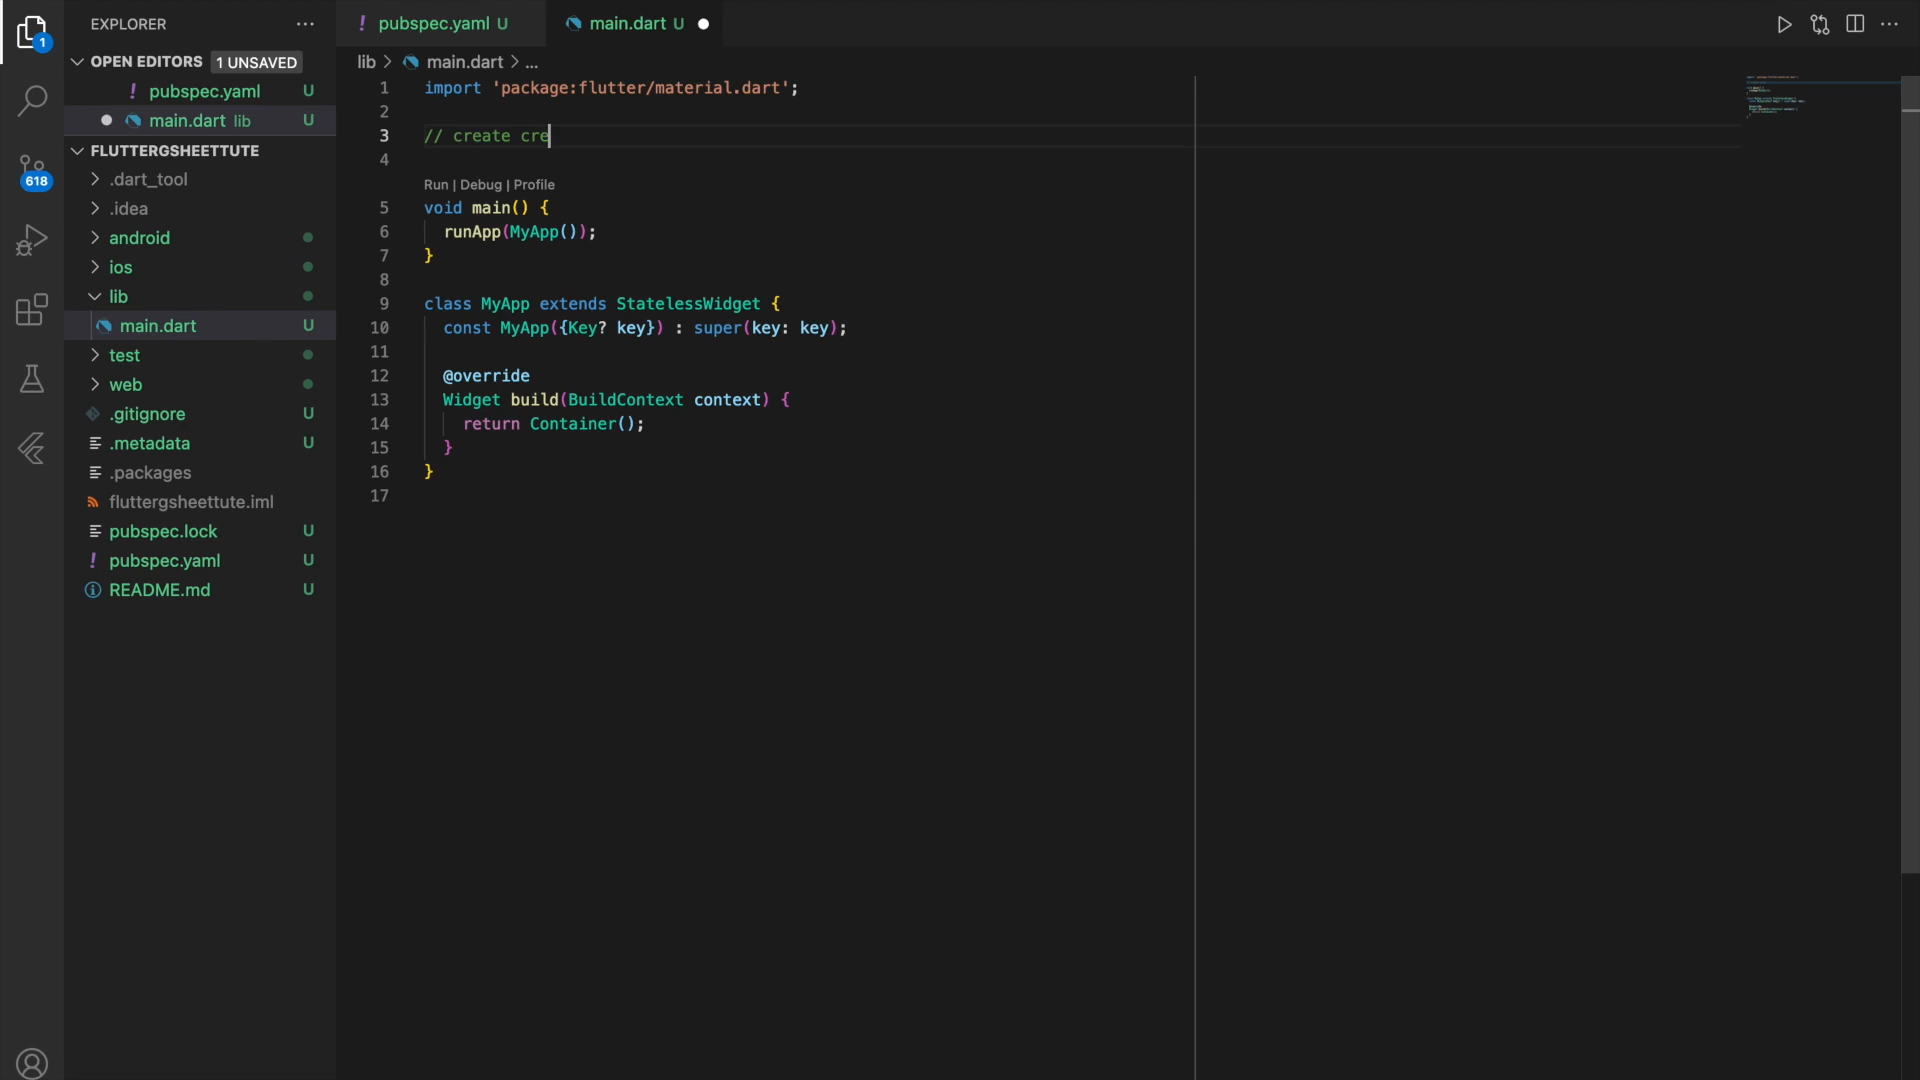 EXPLORER
1
OPEN EDITORS 1 UNSAVED
! pubspec.yaml U
main.dart lib U
FLUTTERGSHEETTUTE
.dart_tool
618
.idea
android
ios
lib
main.dart U
test
web
.gitignore U
.metadata U
.packages
fluttergsheettute.iml
pubspec.lock U
! pubspec.yaml U
README.md U
! pubspec.yaml U
main.dart U
lib > main.dart > ...
1 import 'package:flutter/material.dart';
2
3 // create cre
4
Run | Debug | Profile
5 void main() {
6 runApp(MyApp());
7 }
8
9 class MyApp extends StatelessWidget {
10 const MyApp({Key? key}) : super(key: key);
11
12 @override
13 Widget build(BuildContext context) {
14 return Container();
15 }
16 }
17